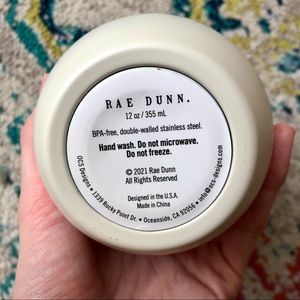 RAE DUNN.
12 oz / 355 mL
BPA-free, double-walled stainless steel.
Hand wash. Do not microwave.
Do not freeze.
© 2021 Rae Dunn
All Rights Reserved
Designed in the U.S.A.
Made in China
OCS Designs • 1339 Rocky Point Dr. • Oceanside, CA 92056 • info@ocs-designs.com